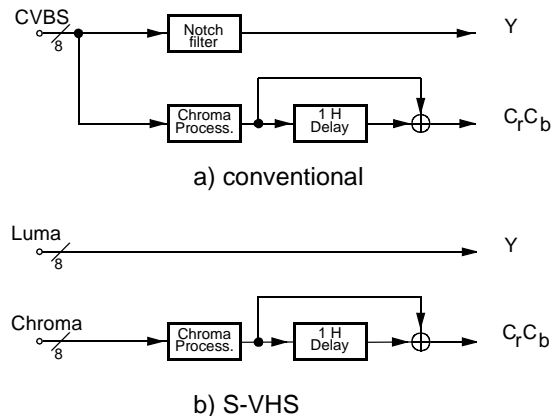 CVBS
8
Notch
filter
Y
Chroma
Process.
1 H
Delay
CrCb
a) conventional
Luma
8
Y
Chroma
8
Chroma
Process.
1 H
Delay
CrCb
b) S-VHS